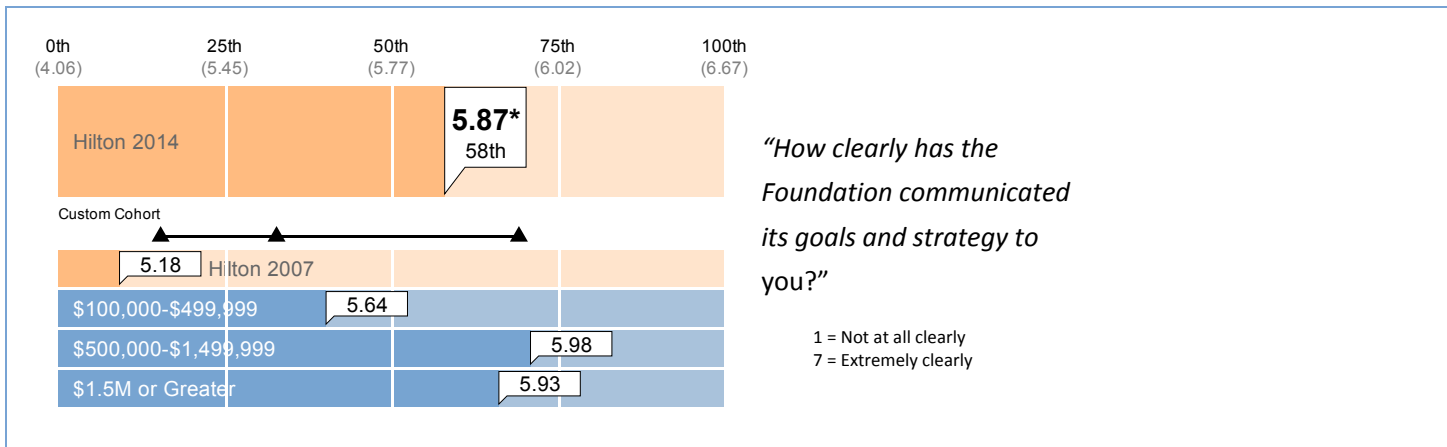 0th 25th 50th 75th 100th
(4.06) (5.45) (5.77) (6.02) (6.67)
Hilton 2014
5.87*
58th
Custom Cohort
5.18 Hilton 2007
$100,000-$499,999 5.64
$500,000-$1,499,999 5.98
$1.5M or Greater 5.93
“How clearly has the
Foundation communicated
its goals and strategy to
you?”
1 = Not at all clearly
7 = Extremely clearly